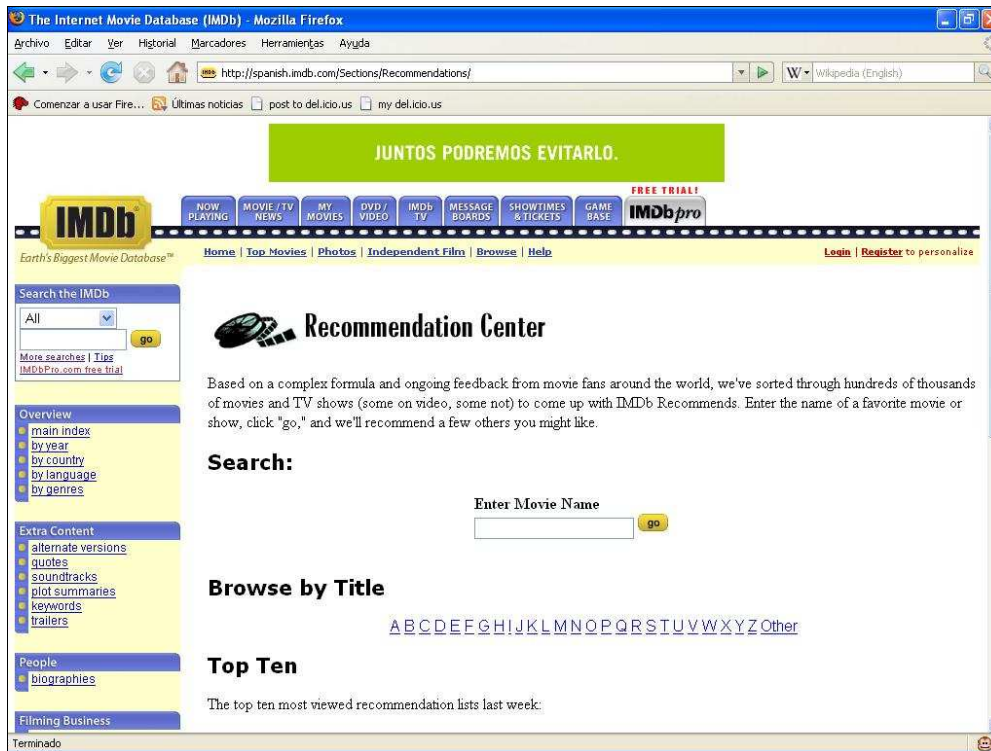 The Internet Movie Database (IMDb) - Mozilla Firefox
Archivo Editar Ver Historial Marcadores Herramientas Ayuda
http://spanish.imdb.com/Sections/Recommendations/
W Wikipedia (English)
Comenzar a usar Fire... Últimas noticias post to del.icio.us my del.icio.us
JUNTOS PODREMOS EVITARLO.
FREE TRIAL!
IMDb
NOW PLAYING MOVIE / TV NEWS MY MOVIES DVD / VIDEO IMDb TV MESSAGE BOARDS SHOWTIMES & TICKETS GAME BASE IMDb pro
Earth's Biggest Movie Database™
Home | Top Movies | Photos | Independent Film | Browse | Help
Login | Register to personalize
Search the IMDb
All
go
More searches | Tips
IMDbPro.com free trial
Overview
main index
by year
by country
by language
by genres
Extra Content
alternate versions
quotes
soundtracks
plot summaries
keywords
trailers
People
biographies
Filming Business
Recommendation Center
Based on a complex formula and ongoing feedback from movie fans around the world, we've sorted through hundreds of thousands
of movies and TV shows (some on video, some not) to come up with IMDb Recommends. Enter the name of a favorite movie or
show, click "go," and we'll recommend a few others you might like.
Search:
Enter Movie Name
go
Browse by Title
A B C D E F G H I J K L M N O P Q R S T U V W X Y Z Other
Top Ten
The top ten most viewed recommendation lists last week:
Terminado